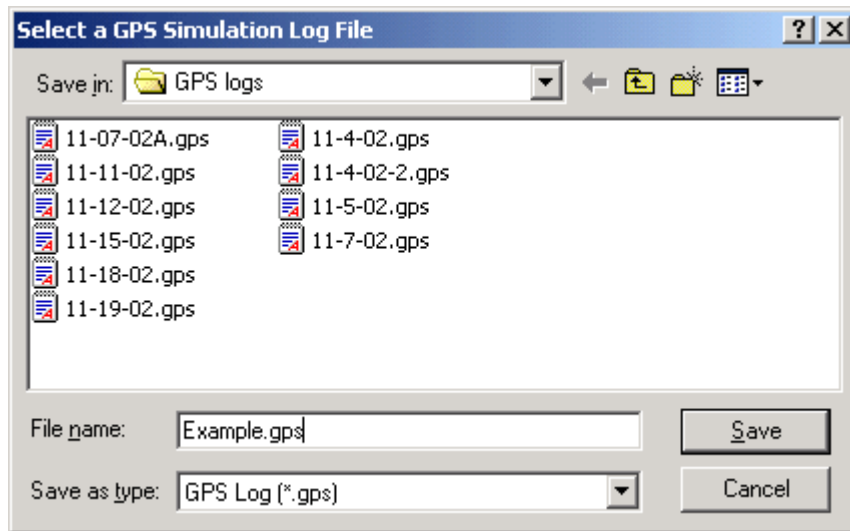 Select a GPS Simulation Log File
Save in: GPS logs
11-07-02A.gps
11-11-02.gps
11-12-02.gps
11-15-02.gps
11-18-02.gps
11-19-02.gps
11-4-02.gps
11-4-02-2.gps
11-5-02.gps
11-7-02.gps
File name: Example.gps
Save
Save as type: GPS Log (*.gps)
Cancel